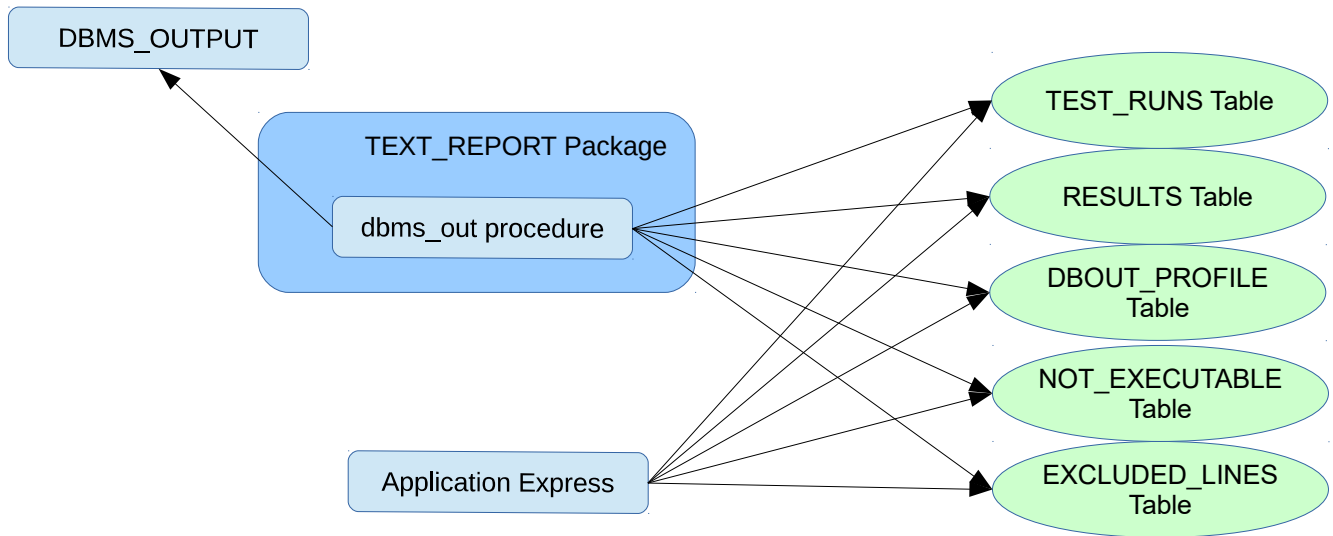 DBMS_OUTPUT
TEXT_REPORT Package
dbms_out procedure
Application Express
TEST_RUNS Table
RESULTS Table
DBOUT_PROFILE
Table
NOT_EXECUTABLE
Table
EXCLUDED_LINES
Table